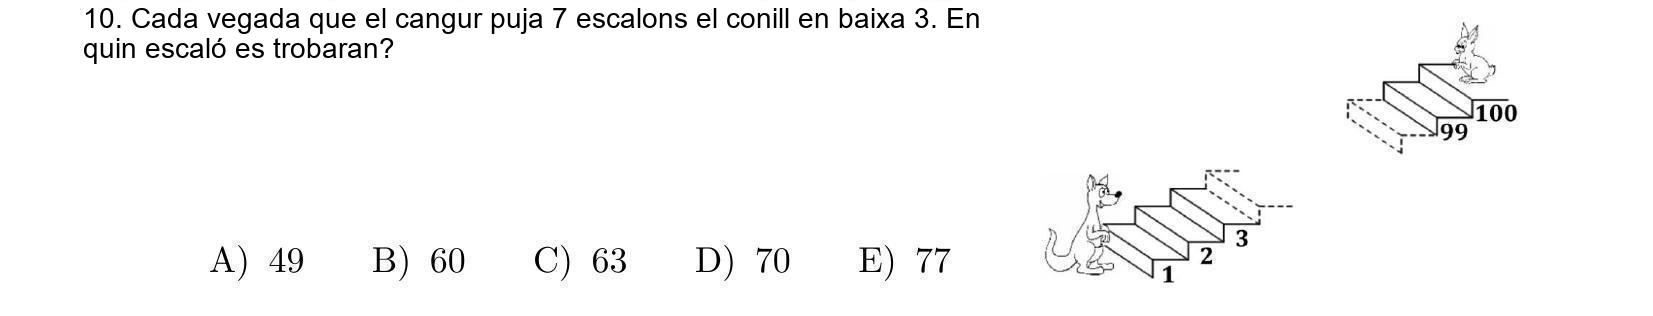 10. Cada vegada que el cangur puja 7 escalons el conill en baixa 3. En
quin escaló es trobaran?
100
99
3
2
1
A) 49 B) 60 C) 63 D) 70 E) 77